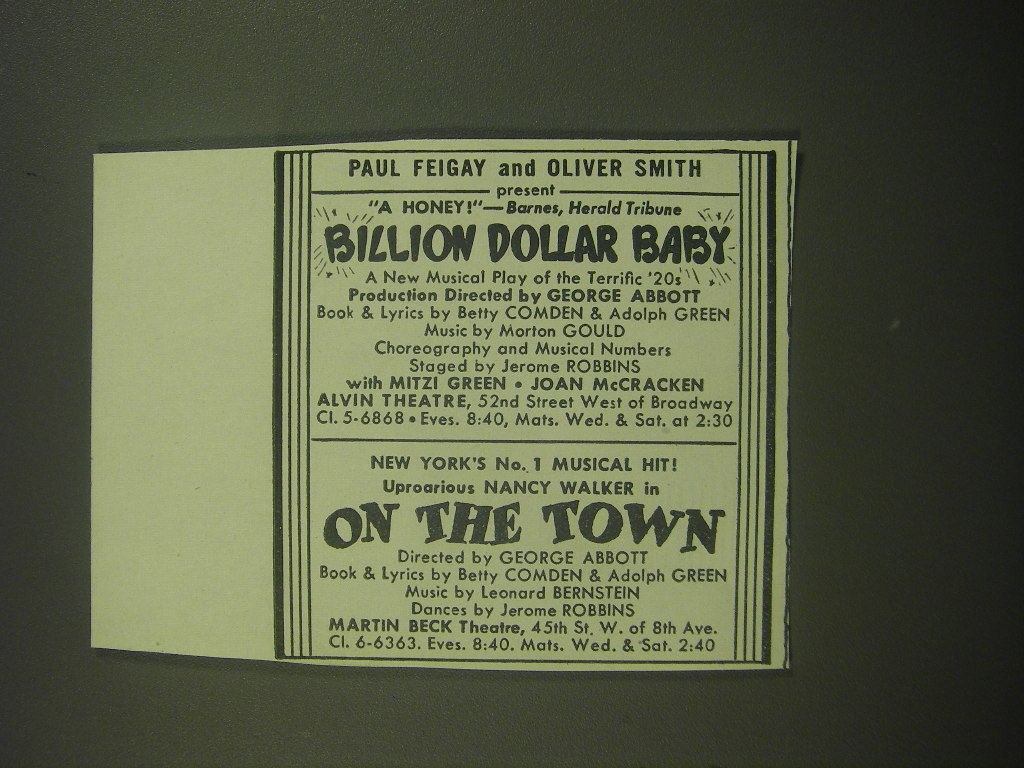 PAUL FEIGAY and OLIVER SMITH
present
"A HONEY!"—Barnes, Herald Tribune
BILLION DOLLAR BABY
A New Musical Play of the Terrific '20s
Production Directed by GEORGE ABBOTT
Book & Lyrics by Betty COMDEN & Adolph GREEN
Music by Morton GOULD
Choreography and Musical Numbers
Staged by Jerome ROBBINS
with MITZI GREEN • JOAN McCRACKEN
ALVIN THEATRE, 52nd Street West of Broadway
CI. 5-6868 • Eves. 8:40, Mats. Wed. & Sat. at 2:30
NEW YORK'S No. 1 MUSICAL HIT!
Uproarious NANCY WALKER in
ON THE TOWN
Directed by GEORGE ABBOTT
Book & Lyrics by Betty COMDEN & Adolph GREEN
Music by Leonard BERNSTEIN
Dances by Jerome ROBBINS
MARTIN BECK Theatre, 45th St. W. of 8th Ave.
CI. 6-6363. Eves. 8:40. Mats. Wed. & Sat. 2:40